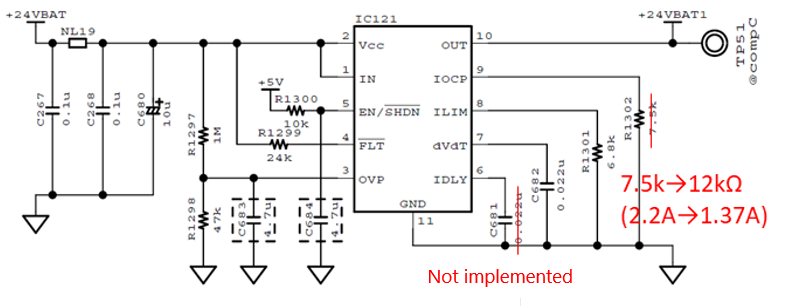 +24VBAT
NL19
C267
0.1u
C268
0.1u
C680
10u
R1297
1M
R1298
47k
+5V
R1300
10k
R1299
24k
C683
4.7u
C684
4.7u
IC121
2 Vcc
1 IN
5 EN/SHDN
4 FLT
3 OVP
OUT 10
IOCP 9
ILIM 8
dVdT 7
IDLY 6
GND
11
C681
0.022u
C682
0.022u
R1301
6.8k
R1302
7.5k
+24VBAT1
TP51
@compC
7.5k→12kΩ
(2.2A→1.37A)
Not implemented